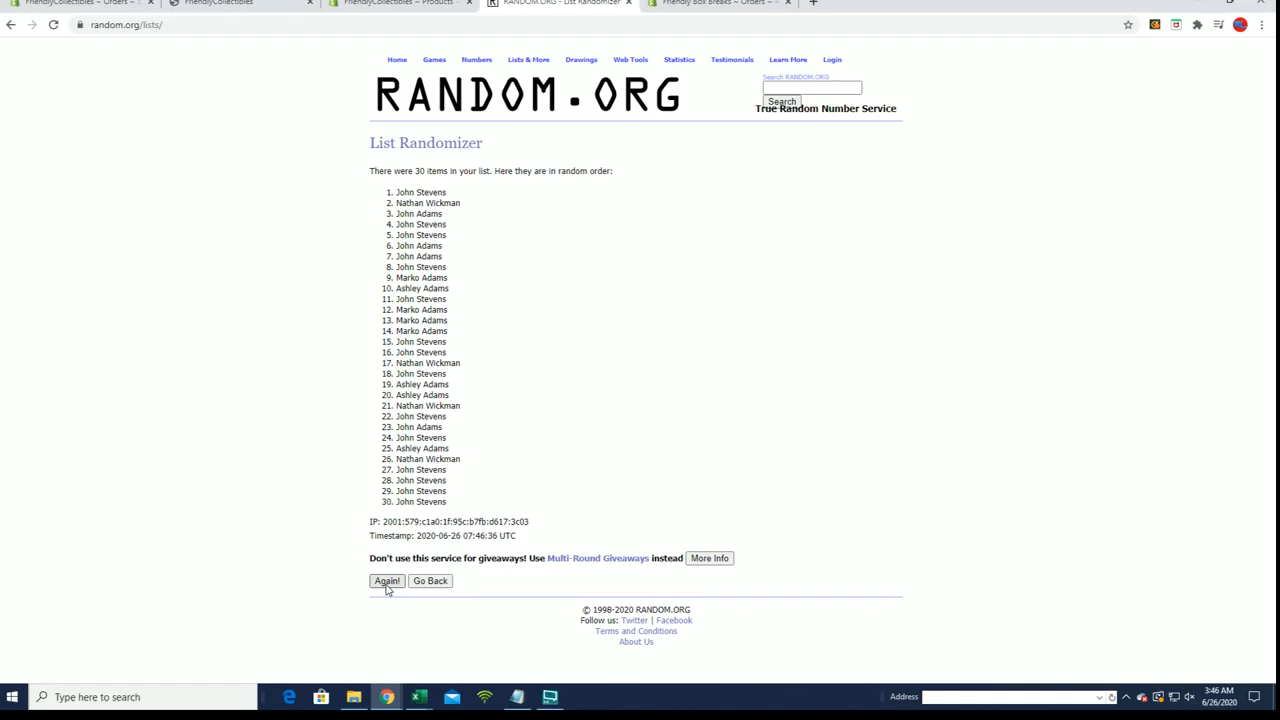 FriendlyCollectibles ~ Orders ~
FriendlyCollectibles
FriendlyCollectibles ~ Products ~
RANDOM.ORG - List Randomizer
Friendly Box Breaks ~ Orders ~
random.org/lists/
Home Games Numbers Lists & More Drawings Web Tools Statistics Testimonials Learn More Login
Search RANDOM.ORG
RANDOM.ORG
Search
True Random Number Service
List Randomizer
There were 30 items in your list. Here they are in random order:
1. John Stevens
2. Nathan Wickman
3. John Adams
4. John Stevens
5. John Stevens
6. John Adams
7. John Adams
8. John Stevens
9. Marko Adams
10. Ashley Adams
11. John Stevens
12. Marko Adams
13. Marko Adams
14. Marko Adams
15. John Stevens
16. John Stevens
17. Nathan Wickman
18. John Stevens
19. Ashley Adams
20. Ashley Adams
21. Nathan Wickman
22. John Stevens
23. John Adams
24. John Stevens
25. Ashley Adams
26. Nathan Wickman
27. John Stevens
28. John Stevens
29. John Stevens
30. John Stevens
IP: 2001:579:c1a0:1f:95c:b7fb:d617:3c03
Timestamp: 2020-06-26 07:46:36 UTC
Don't use this service for giveaways! Use Multi-Round Giveaways instead More Info
Again! Go Back
© 1998-2020 RANDOM.ORG
Follow us: Twitter | Facebook
Terms and Conditions
About Us
Type here to search
Address
3:46 AM
6/26/2020